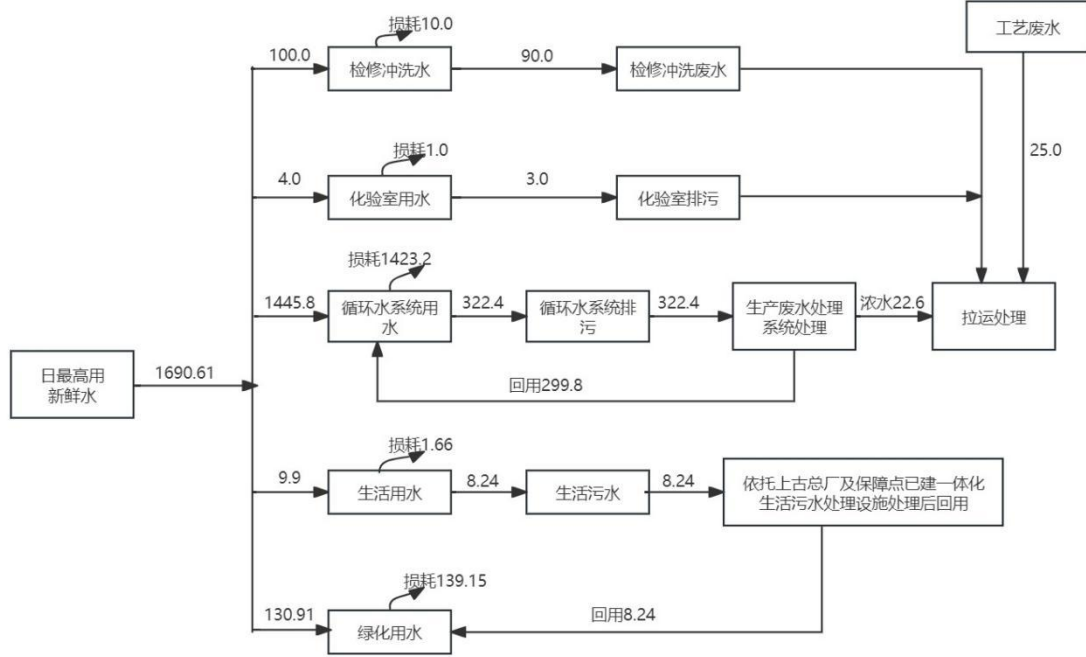 损耗10.0
工艺废水
100.0
检修冲洗水
90.0
检修冲洗废水
25.0
损耗1.0
4.0
化验室用水
3.0
化验室排污
损耗1423.2
1445.8
循环水系统用
水
322.4
循环水系统排
污
322.4
生产废水处理
系统处理
浓水22.6
拉运处理
日最高用
新鲜水
1690.61
回用299.8
损耗1.66
9.9
生活用水
8.24
生活污水
8.24
依托上古总厂及保障点已建一体化
生活污水处理设施处理后回用
损耗139.15
130.91
绿化用水
回用8.24